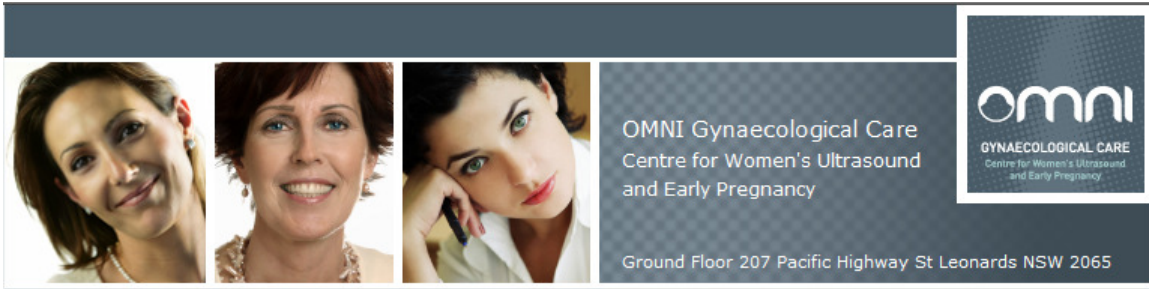 OMNI Gynaecological Care
Centre for Women's Ultrasound
and Early Pregnancy
Ground Floor 207 Pacific Highway St Leonards NSW 2065
omni
GYNAECOLOGICAL CARE
Centre for Women's Ultrasound
and Early Pregnancy